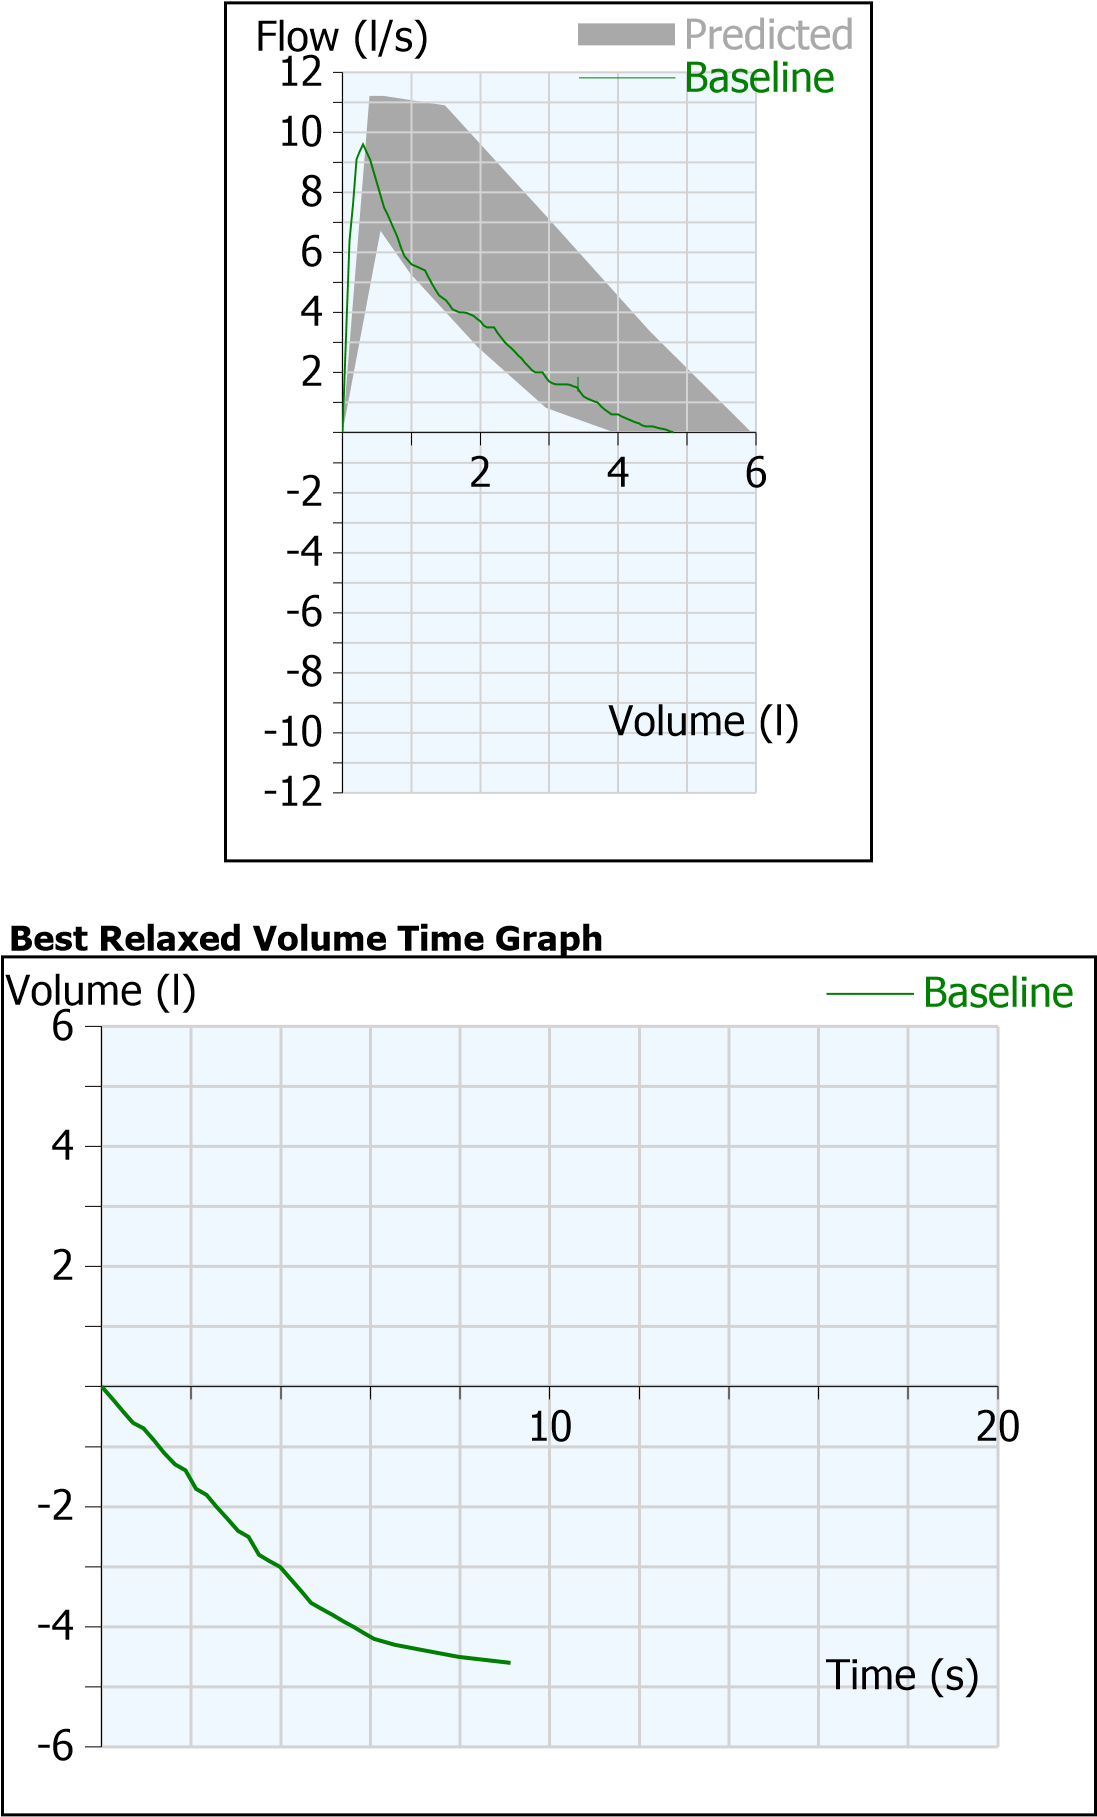 Flow (l/s)
Predicted
Baseline
12
10
8
6
4
2
2 4 6
-2
-4
-6
-8
Volume (l)
-10
-12
Best Relaxed Volume Time Graph
Volume (l)
Baseline
6
4
2
10 20
-2
-4
Time (s)
-6